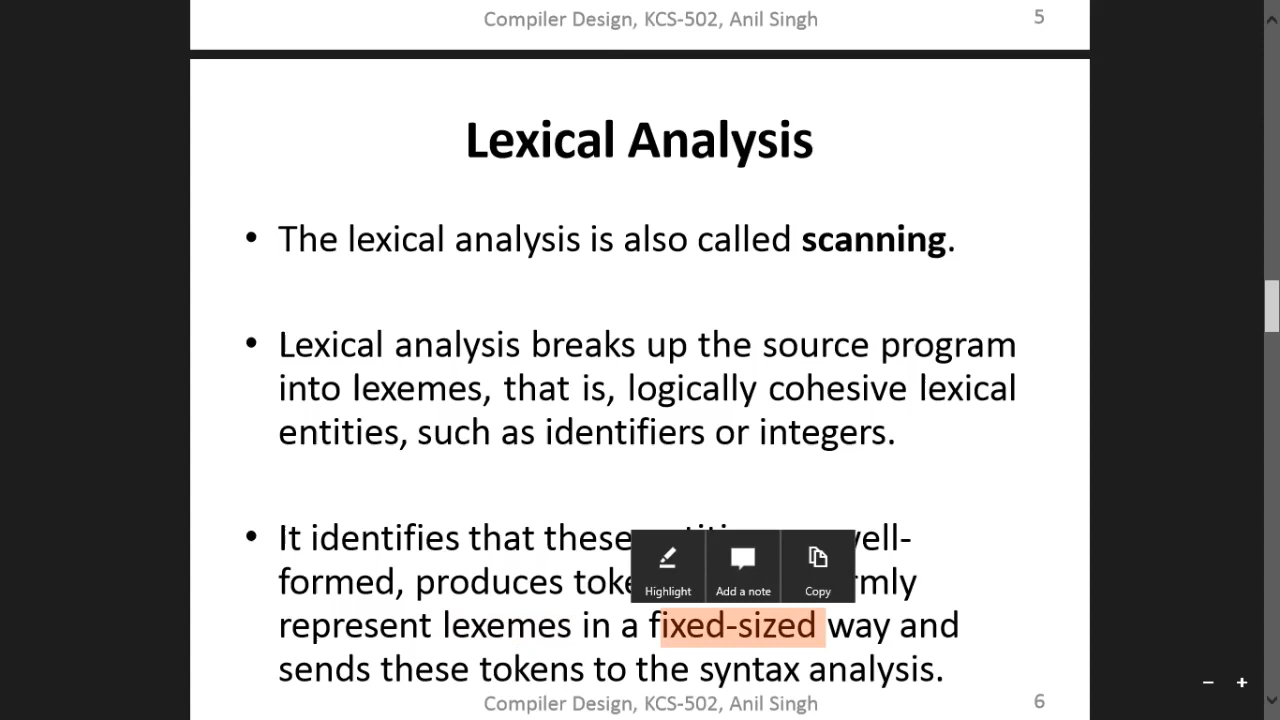 Compiler Design, KCS-502, Anil Singh 5
Lexical Analysis
• The lexical analysis is also called scanning.
• Lexical analysis breaks up the source program
into lexemes, that is, logically cohesive lexical
entities, such as identifiers or integers.
• It identifies that these
formed, produces
Highlight Add a note Copy
represent lexemes in a fixed-sized way and
sends these tokens to the syntax analysis.
Compiler Design, KCS-502, Anil Singh 6